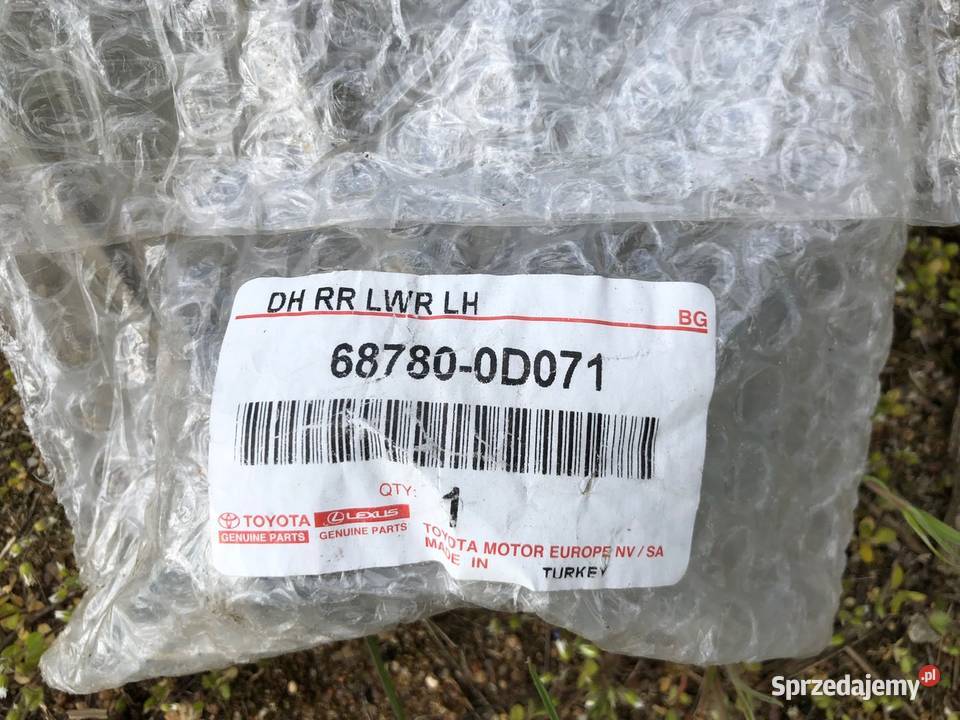 DH RR LWR LH
BG
68780-0D071
QTY: 1
TOYOTA
GENUINE PARTS
LEXUS
GENUINE PARTS
TOYOTA MOTOR EUROPE NV/SA
MADE IN TURKEY
Sprzedajemy.pl